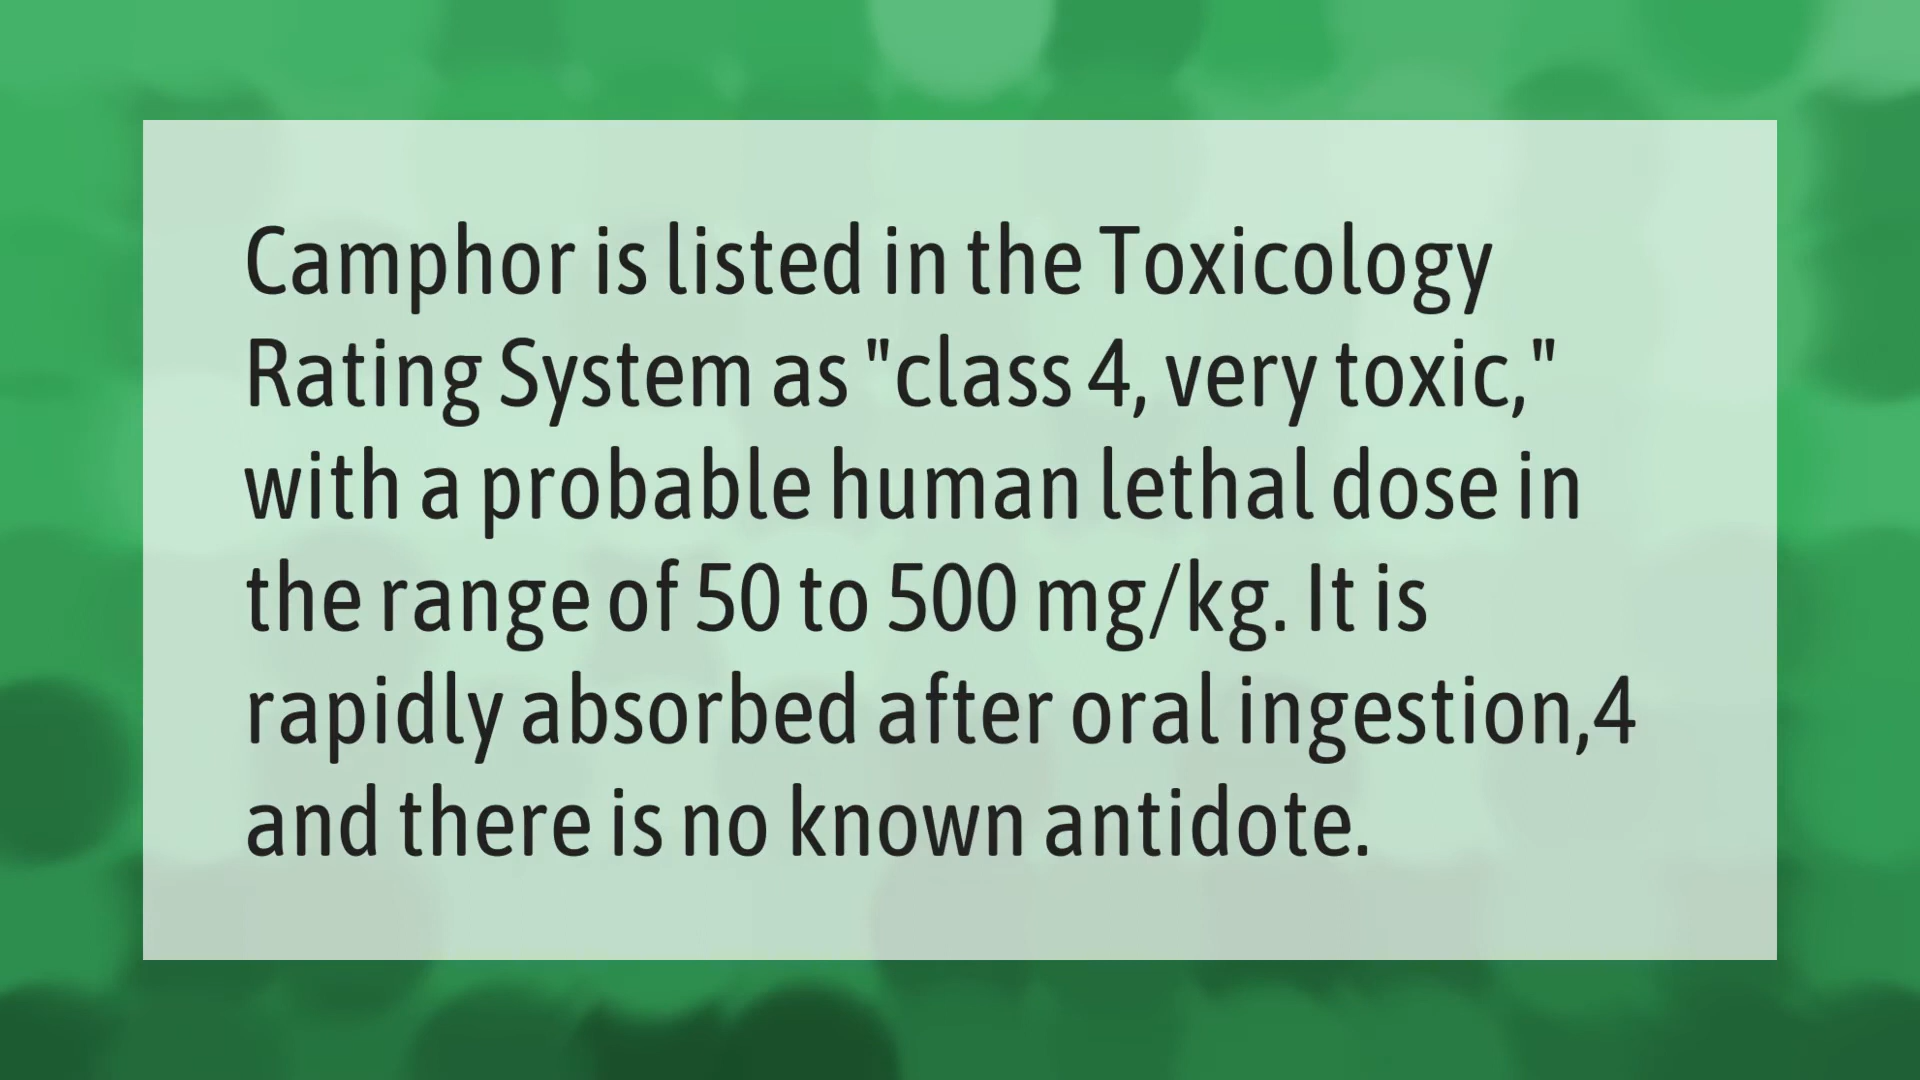 Camphor is listed in the Toxicology
Rating System as "class 4, very toxic,"
with a probable human lethal dose in
the range of 50 to 500 mg/kg. It is
rapidly absorbed after oral ingestion,4
and there is no known antidote.